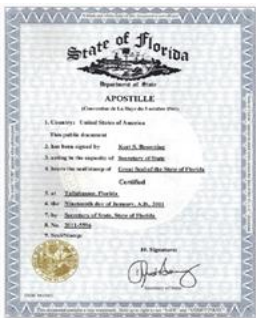 State of Florida
Department of State
APOSTILLE
(Convention de La Haye du 5 octobre 1961)
1. Country: United States of America
This public document
2. has been signed by Kurt S. Browning
3. acting in the capacity of Secretary of State
4. bears the seal/stamp of Great Seal of the State of Florida
Certified
5. at Tallahassee, Florida
6. the Nineteenth day of January, A.D., 2011
7. by Secretary of State, State of Florida
8. No. 2011-5994
9. Seal/Stamp:
10. Signature:
Secretary of State